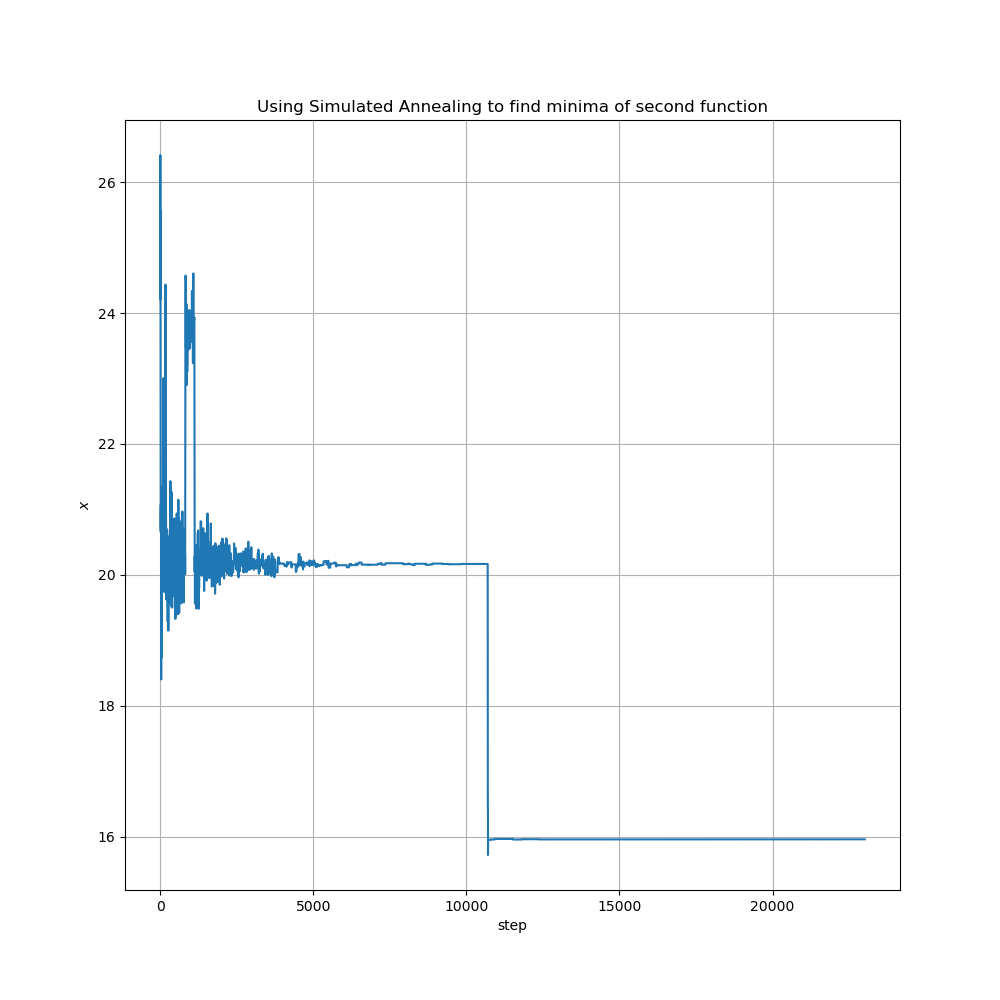 Using Simulated Annealing to find minima of second function
26
24
22
x
20
18
16
0 5000 10000 15000 20000
step